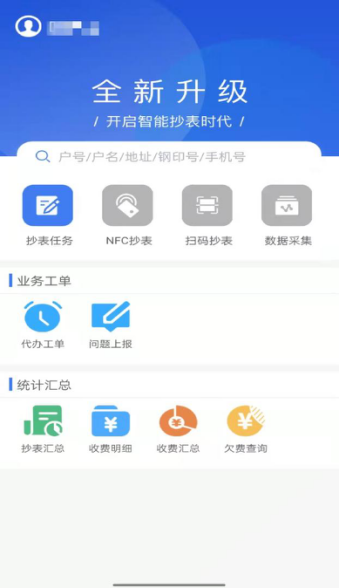 全新升级
/ 开启智能抄表时代 /
户号/户名/地址/钢印号/手机号
抄表任务
NFC抄表
扫码抄表
数据采集
业务工单
代办工单
问题上报
统计汇总
抄表汇总
收费明细
收费汇总
欠费查询